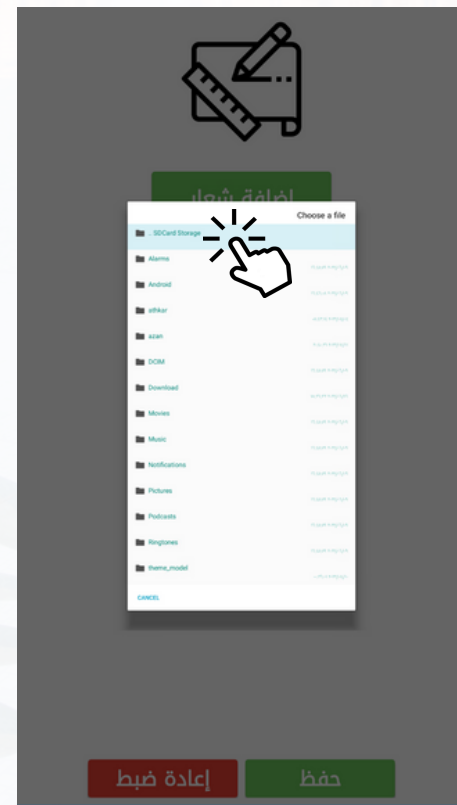 اضافة شعار
Choose a file
.. SDCard Storage
Alarms
Android
athkar
azan
DCIM
Download
Movies
Music
Notifications
Pictures
Podcasts
Ringtones
theme_model
CANCEL
حفظ
إعادة ضبط